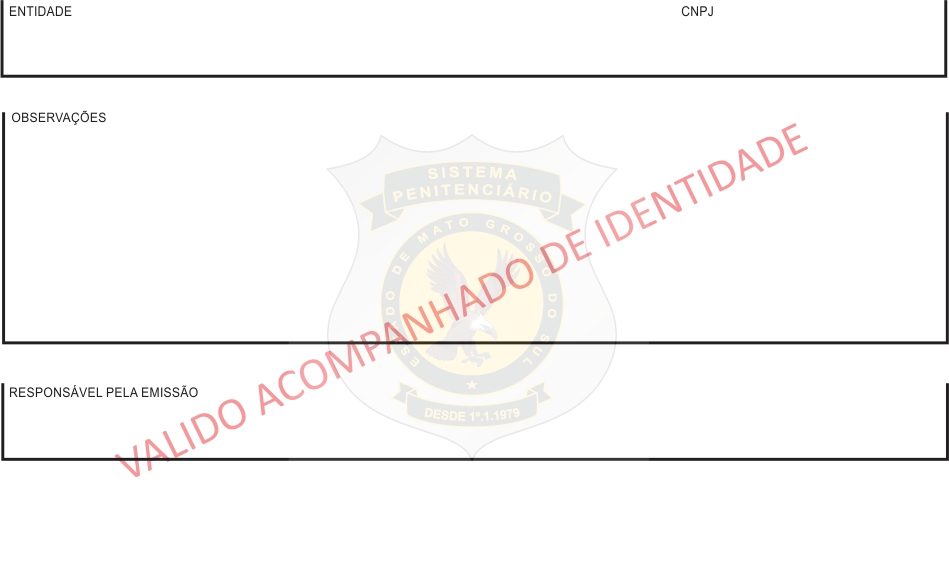 ENTIDADE CNPJ
OBSERVAÇÕES
SISTEMA
PENITENCIÁRIO
ESTADO DE MATO GROSSO DO SUL
VALIDO ACOMPANHADO DE IDENTIDADE
RESPONSÁVEL PELA EMISSÃO
DESDE 1º.1.1979